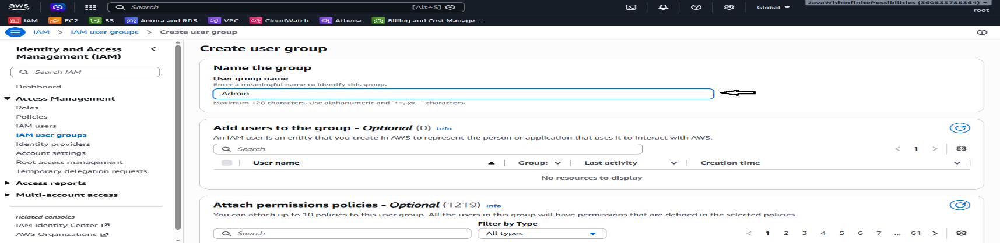 aws
Search [Alt+S]
Global
JavaWithInfinitePossibilities (360533785364)
root
IAM EC2 S3 Aurora and RDS VPC CloudWatch Athena Billing and Cost Manage...
IAM > IAM user groups > Create user group
Identity and Access Management (IAM) <
Search IAM
Dashboard
Access Management
Roles
Policies
IAM users
IAM user groups
Identity providers
Account settings
Root access management
Temporary delegation requests
Access reports
Multi-account access
Related consoles
IAM Identity Center
AWS Organizations
Create user group
Name the group
User group name
Enter a meaningful name to identify this group.
Admin
Maximum 128 characters. Use alphanumeric and '+=,.@-_' characters.
Add users to the group - Optional (0) Info
An IAM user is an entity that you create in AWS to represent the person or application that uses it to interact with AWS.
Search
< 1 >
User name Groups Last activity Creation time
No resources to display
Attach permissions policies - Optional (1219) Info
You can attach up to 10 policies to this user group. All the users in this group will have permissions that are defined in the selected policies.
Filter by Type
Search All types < 1 2 3 4 5 6 7 ... 61 >